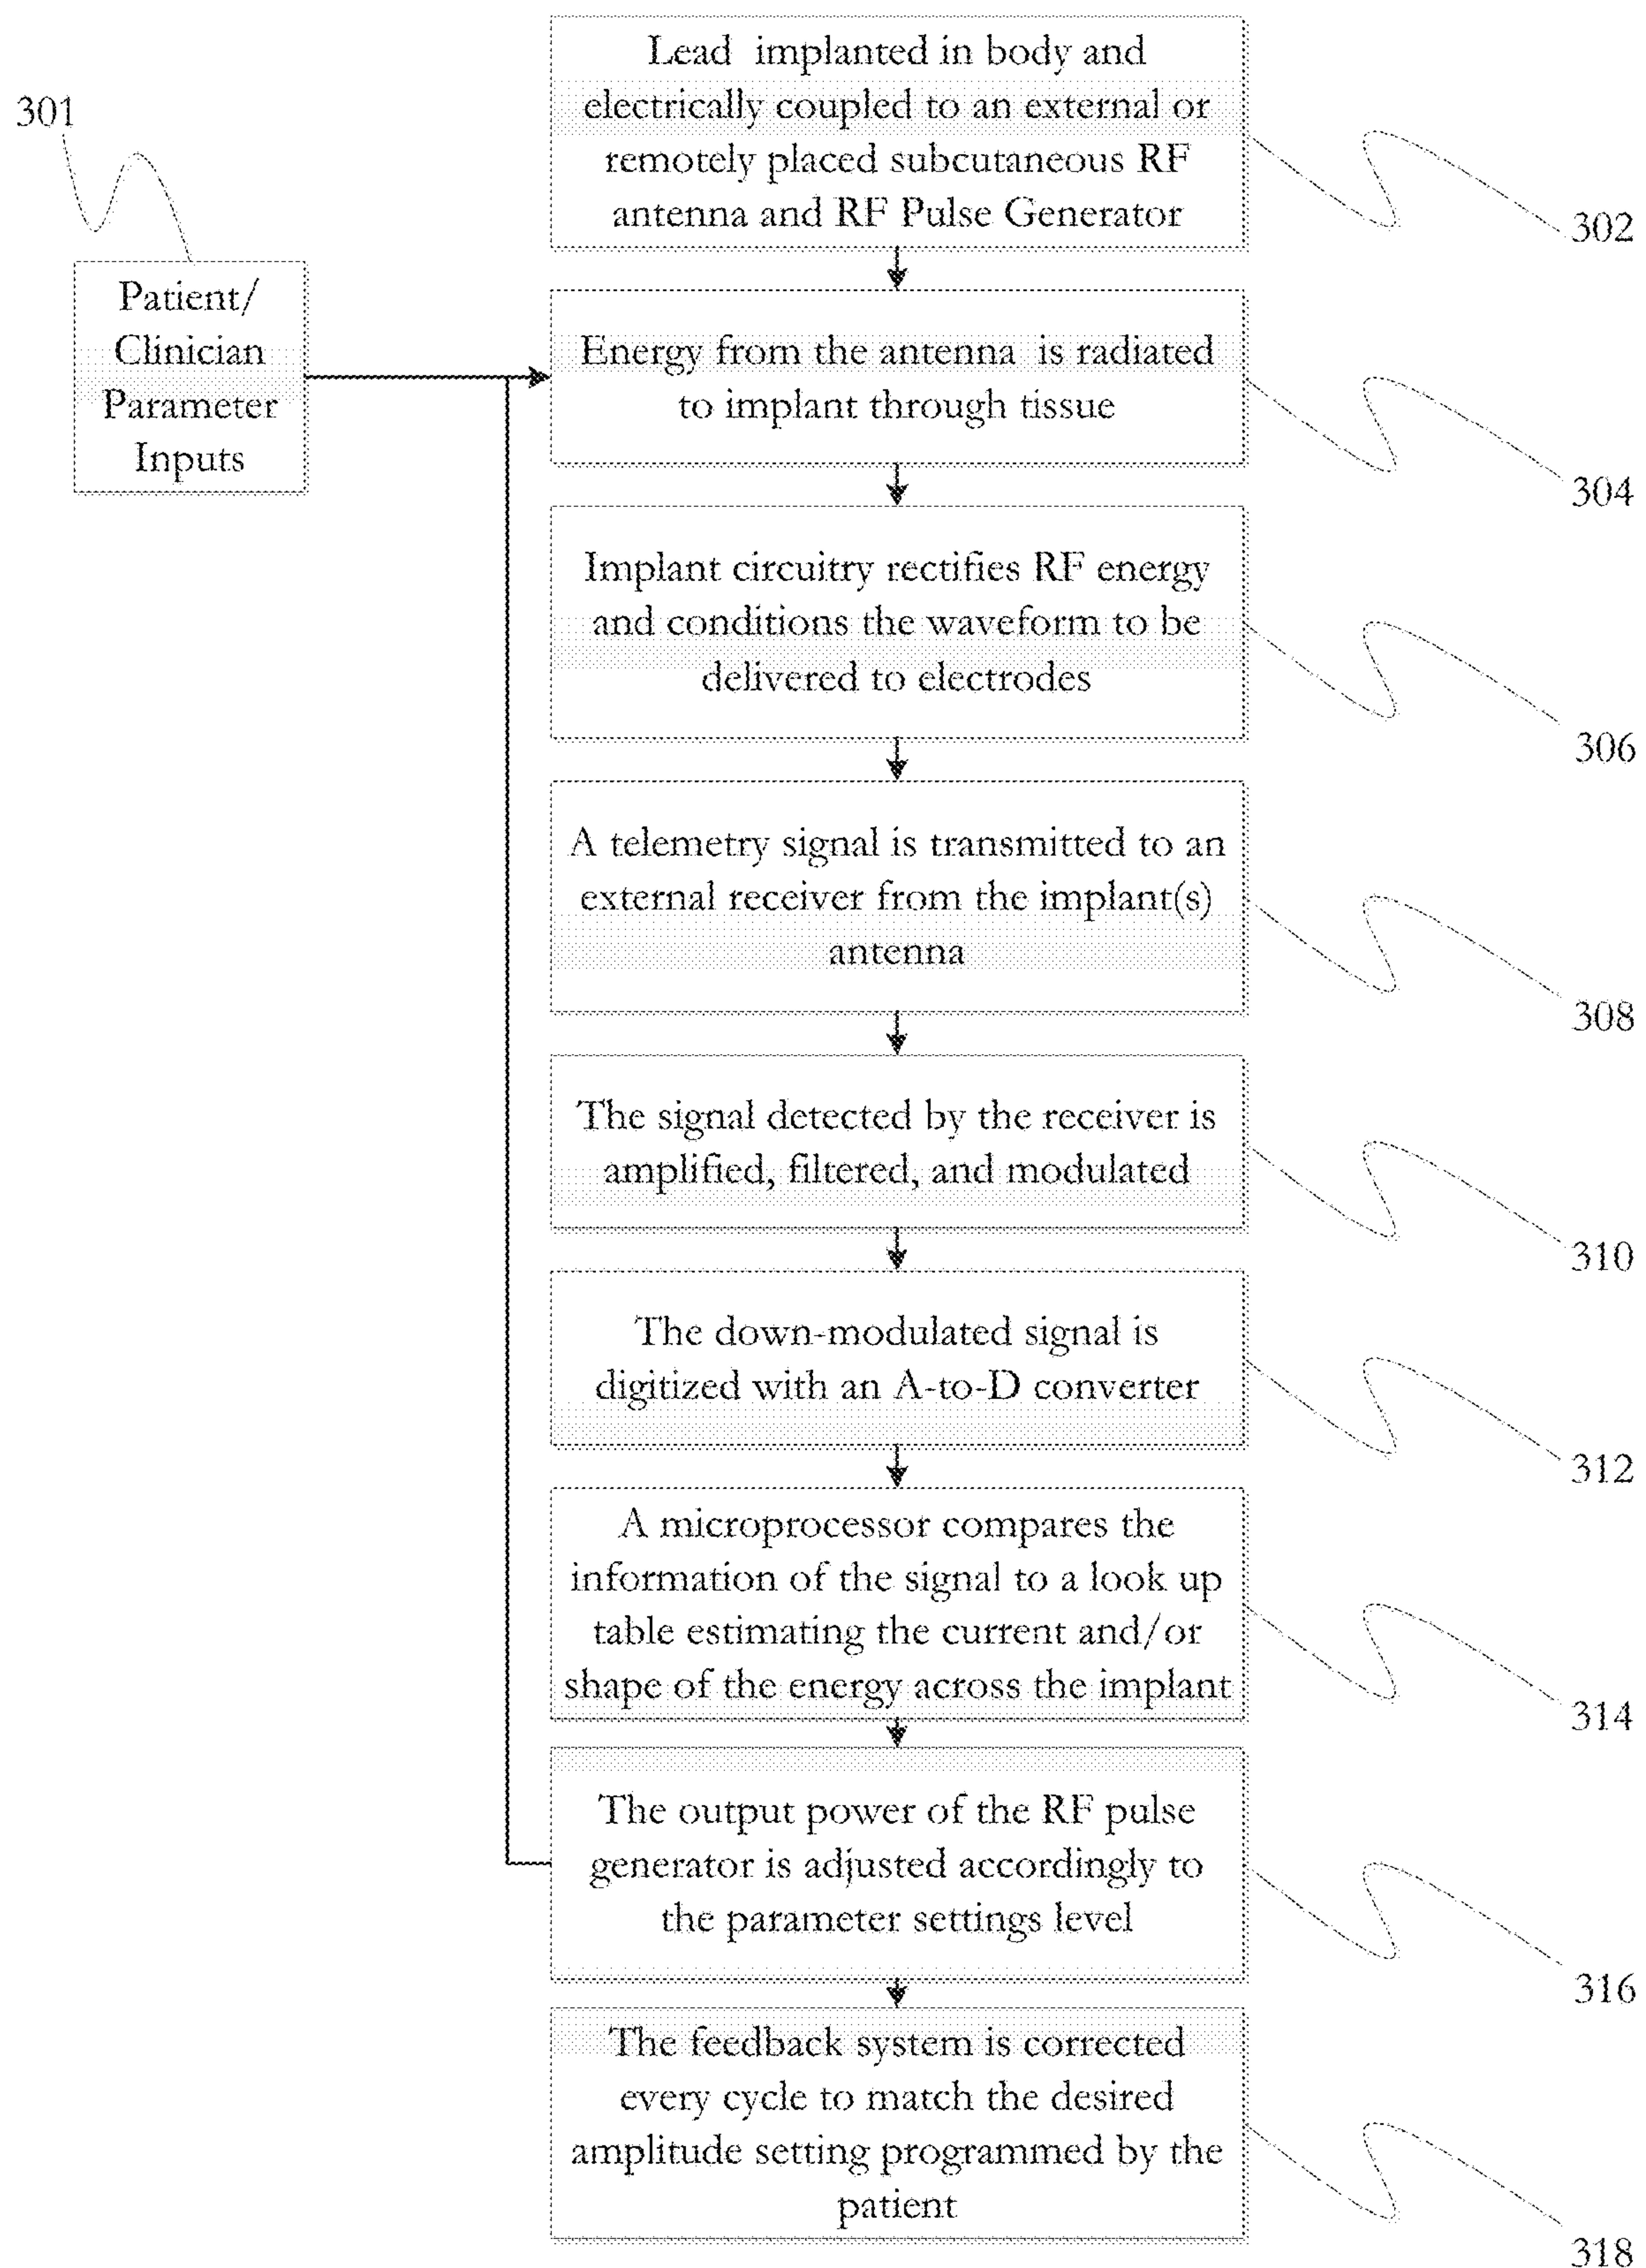 Lead implanted in body and
electrically coupled to an external or
remotely placed subcutaneous RF
antenna and RF Pulse Generator
302
301
Patient/
Clinician
Parameter
Inputs
Energy from the antenna is radiated
to implant through tissue
304
Implant circuitry rectifies RF energy
and conditions the waveform to be
delivered to electrodes
306
A telemetry signal is transmitted to an
external receiver from the implant(s)
antenna
308
The signal detected by the receiver is
amplified, filtered, and modulated
310
The down-modulated signal is
digitized with an A-to-D converter
312
A microprocessor compares the
information of the signal to a look up
table estimating the current and/or
shape of the energy across the implant
314
The output power of the RF pulse
generator is adjusted accordingly to
the parameter settings level
316
The feedback system is corrected
every cycle to match the desired
amplitude setting programmed by the
patient
318